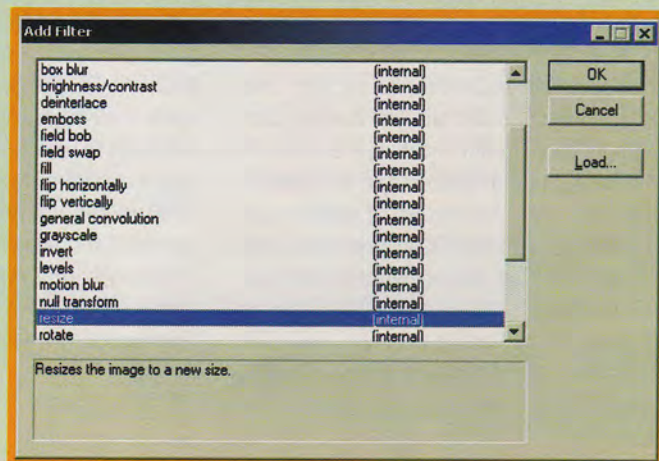 Add Filter
box blur (internal)
brightness/contrast (internal)
deinterlace (internal)
emboss (internal)
field bob (internal)
field swap (internal)
fill (internal)
flip horizontally (internal)
flip vertically (internal)
general convolution (internal)
grayscale (internal)
invert (internal)
levels (internal)
motion blur (internal)
null transform (internal)
resize (internal)
rotate (internal)
OK
Cancel
Load...
Resizes the image to a new size.